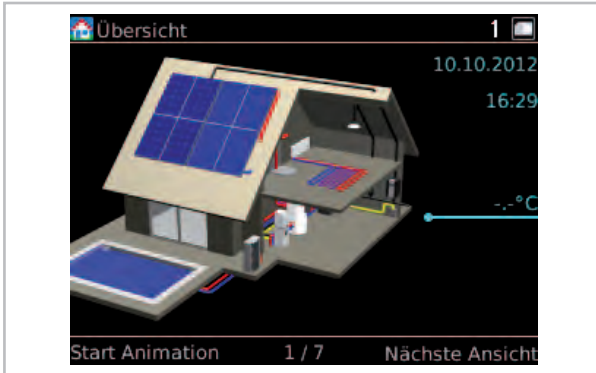 Übersicht 1
10.10.2012
16:29
-.-°C
Start Animation 1 / 7 Nächste Ansicht